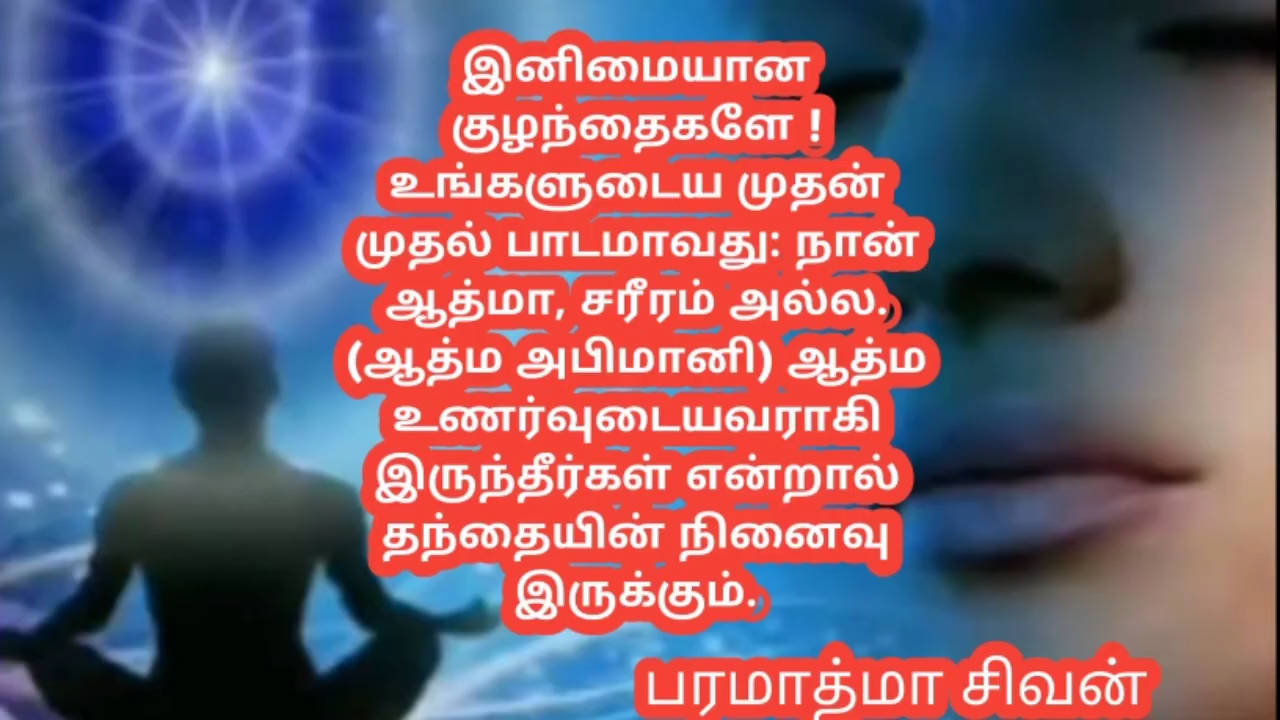 இனிமையான
குழந்தைகளே !
உங்களுடைய முதன்
முதல் பாடமாவது: நான்
ஆத்மா, சரீரம் அல்ல.
(ஆத்ம அபிமானி) ஆத்ம
உணர்வுடையவராகி
இருந்தீர்கள் என்றால்
தந்தையின் நினைவு
இருக்கும்.
பரமாத்மா சிவன்